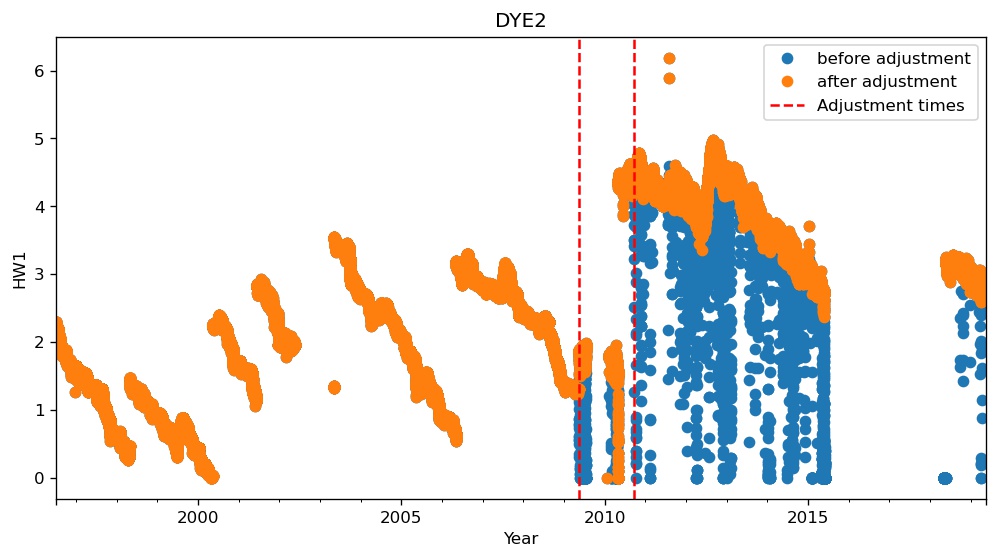 DYE2
before adjustment
after adjustment
Adjustment times
HW1
6
5
4
3
2
1
0
2000 2005 2010 2015
Year